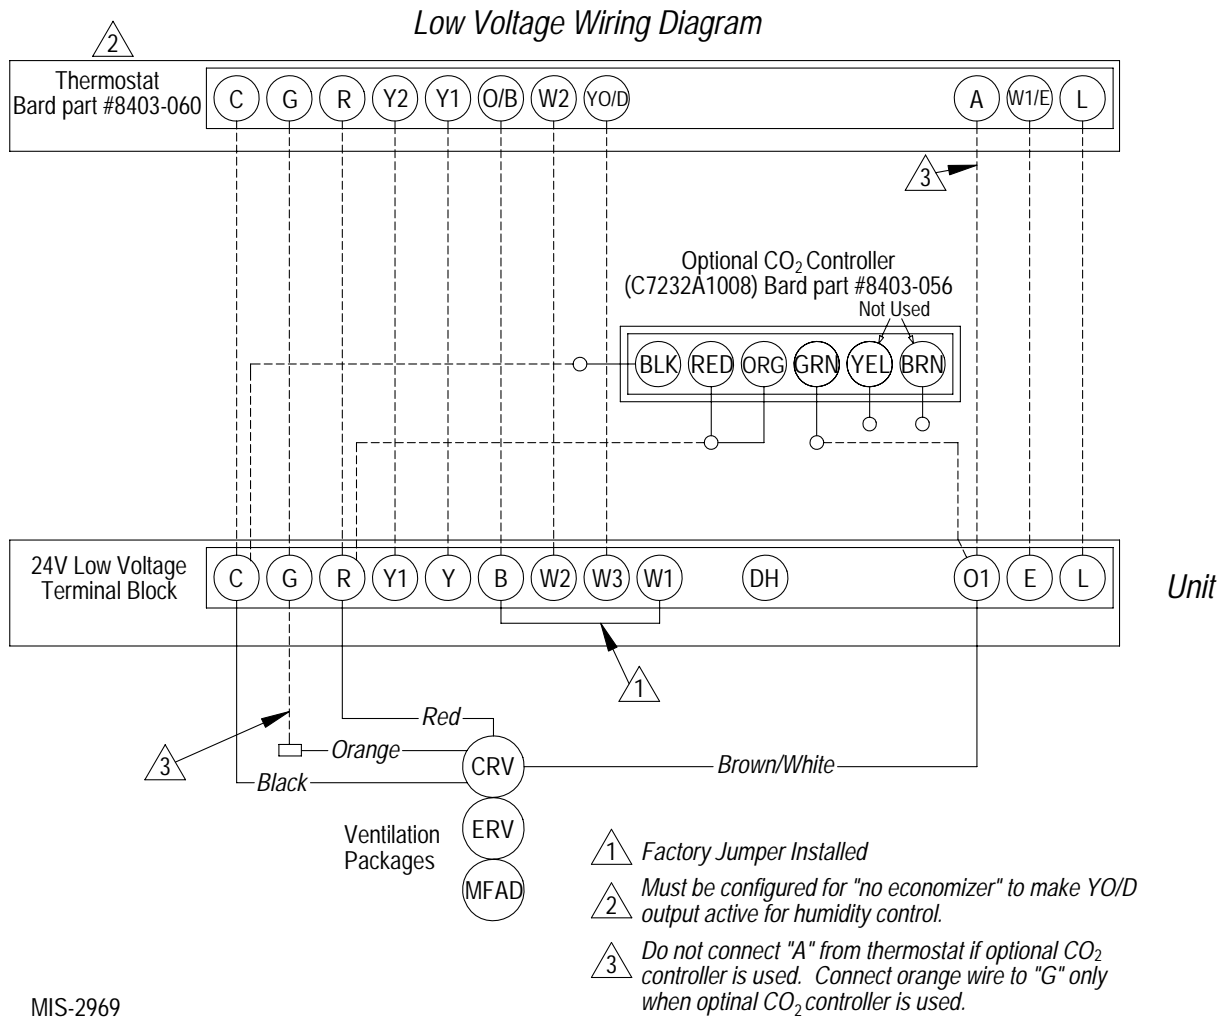 Low Voltage Wiring Diagram
2
Thermostat
Bard part #8403-060
C G R Y2 Y1 O/B W2 YO/D A W1/E L
3
Optional CO₂ Controller
(C7232A1008) Bard part #8403-056
Not Used
BLK RED ORG GRN YEL BRN
24V Low Voltage
Terminal Block
C G R Y1 Y B W2 W3 W1 DH O1 E L
Unit
1
Red
3
Orange
Black
CRV
Brown/White
ERV
MFAD
Ventilation
Packages
1 Factory Jumper Installed
2 Must be configured for "no economizer" to make YO/D
output active for humidity control.
3 Do not connect "A" from thermostat if optional CO₂
controller is used. Connect orange wire to "G" only
when optinal CO₂ controller is used.
MIS-2969